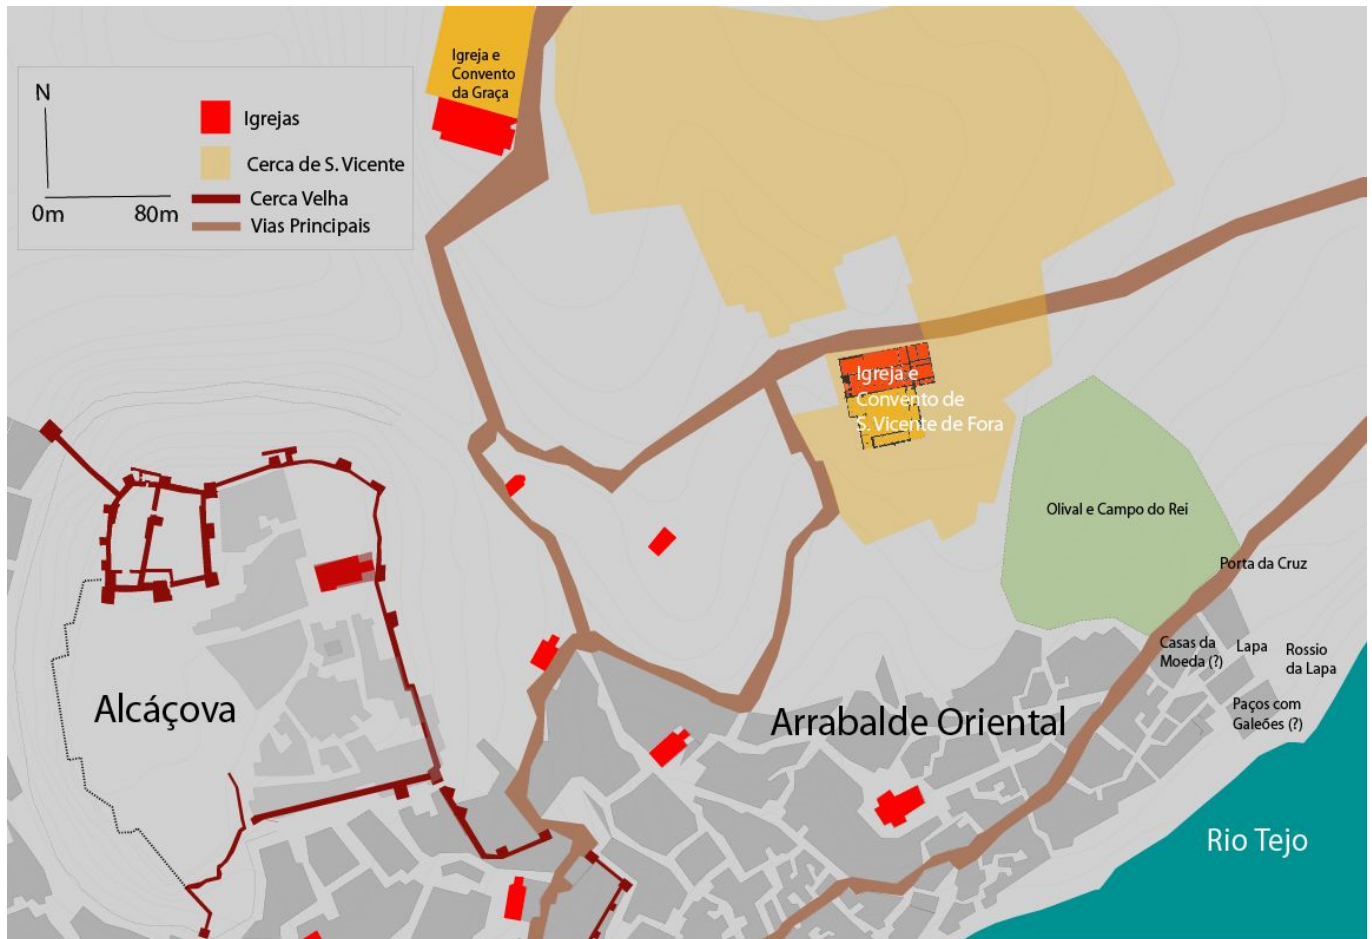 Igreja e
Convento
da Graça
N
0m
80m
Igrejas
Cerca de S. Vicente
Cerca Velha
Vias Principais
Igreja e
Convento de
S. Vicente de Fora
Olival e Campo do Rei
Porta da Cruz
Casas da
Moeda (?)
Lapa
Rossio
da Lapa
Paços com
Galeões (?)
Alcáçova
Arrabalde Oriental
Rio Tejo